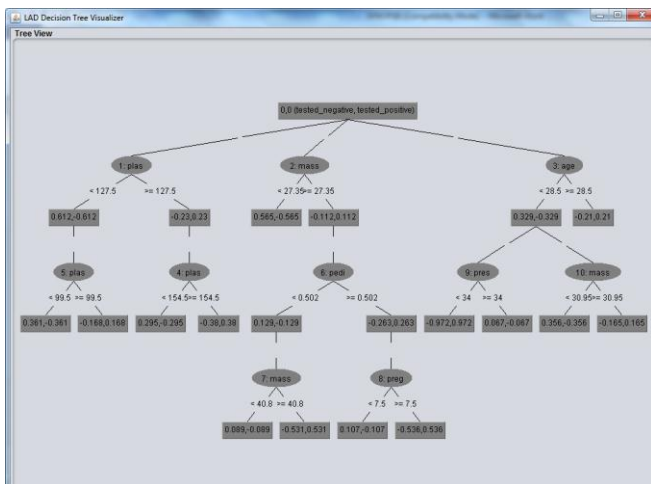 LAD Decision Tree Visualizer
Tree View
0,0 (tested_negative, tested_positive)
1: plas
2: mass
3: age
< 127.5 >= 127.5
< 27.35 >= 27.35
< 28.5 >= 28.5
0.612,-0.612
-0.23,0.23
0.565,-0.565
-0.112,0.112
0.329,-0.329
-0.21,0.21
5: plas
4: plas
6: pedi
9: pres
10: mass
< 99.5 >= 99.5
< 154.5 >= 154.5
< 0.502 >= 0.502
< 34 >= 34
< 30.95 >= 30.95
0.361,-0.361
-0.168,0.168
0.295,-0.295
-0.38,0.38
0.129,-0.129
-0.263,0.263
-0.972,0.972
0.067,-0.067
0.356,-0.356
-0.165,0.165
7: mass
8: preg
< 40.8 >= 40.8
< 7.5 >= 7.5
0.089,-0.089
-0.531,0.531
0.107,-0.107
-0.536,0.536